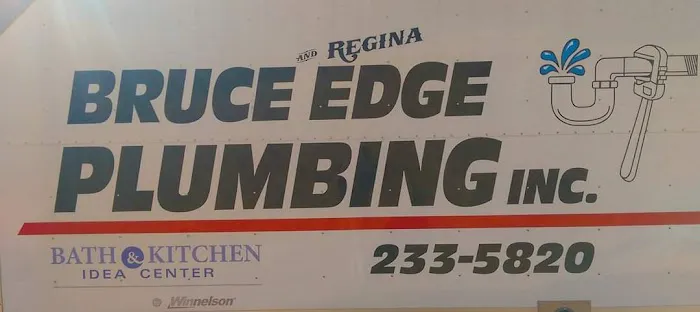 AND REGINA
BRUCE EDGE
PLUMBING INC.
BATH & KITCHEN
IDEA CENTER
233-5820
Winnelson